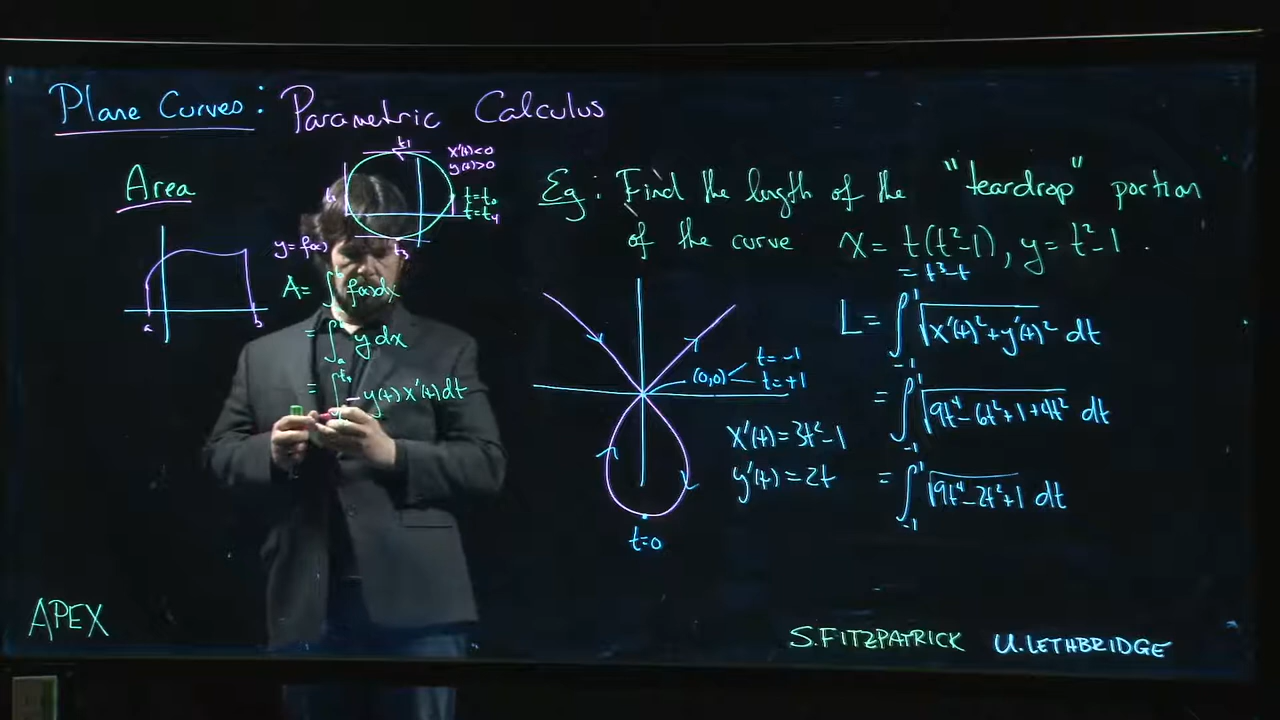 Plane Curves: Parametric Calculus
Area
t1
x'(t)<0
y(t)>0
t=t₀
t=t₄
t₃
y=f(x)
a
b
A= ∫ f(x)dx
= ∫ₐ y dx
= ∫ -y(t)x'(t)dt
Eg: Find the length of the "teardrop" portion
of the curve x= t(t²-1), y= t²-1.
= t³-t
(0,0)
t=-1
t=+1
x'(t)=3t²-1
y'(t)=2t
t=0
L= ∫₋₁¹ √x'(t)²+y'(t)² dt
= ∫₋₁¹ √9t⁴-6t²+1+4t² dt
= ∫₋₁¹ √9t⁴-2t²+1 dt
APEX
S.FITZPATRICK U.LETHBRIDGE